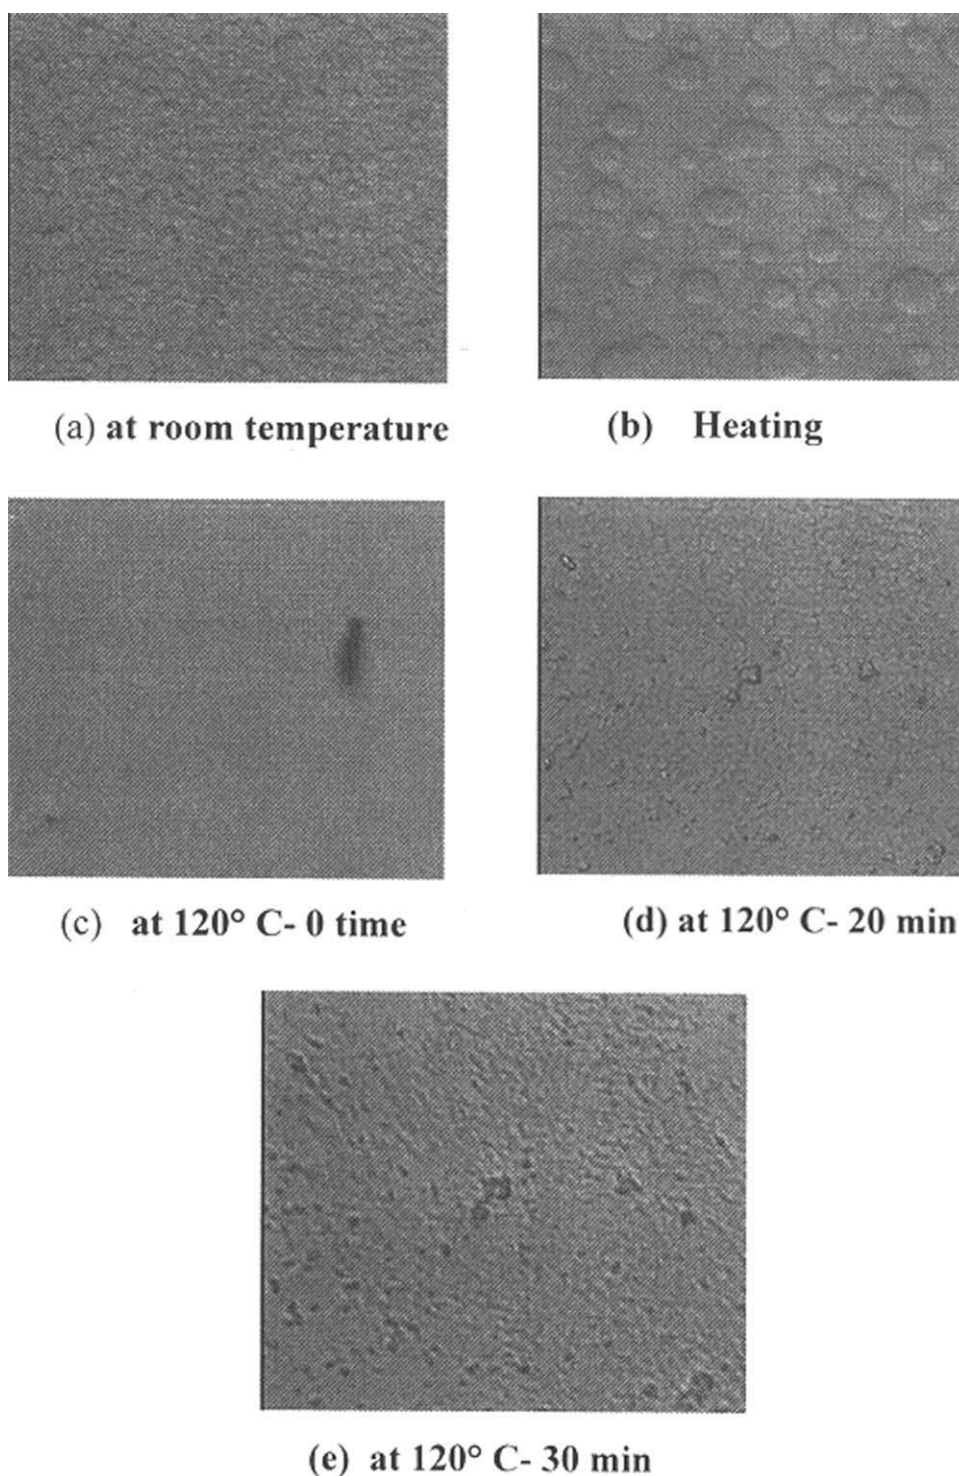 (a) at room temperature
(b) Heating
(c) at 120° C- 0 time
(d) at 120° C- 20 min
(e) at 120° C- 30 min